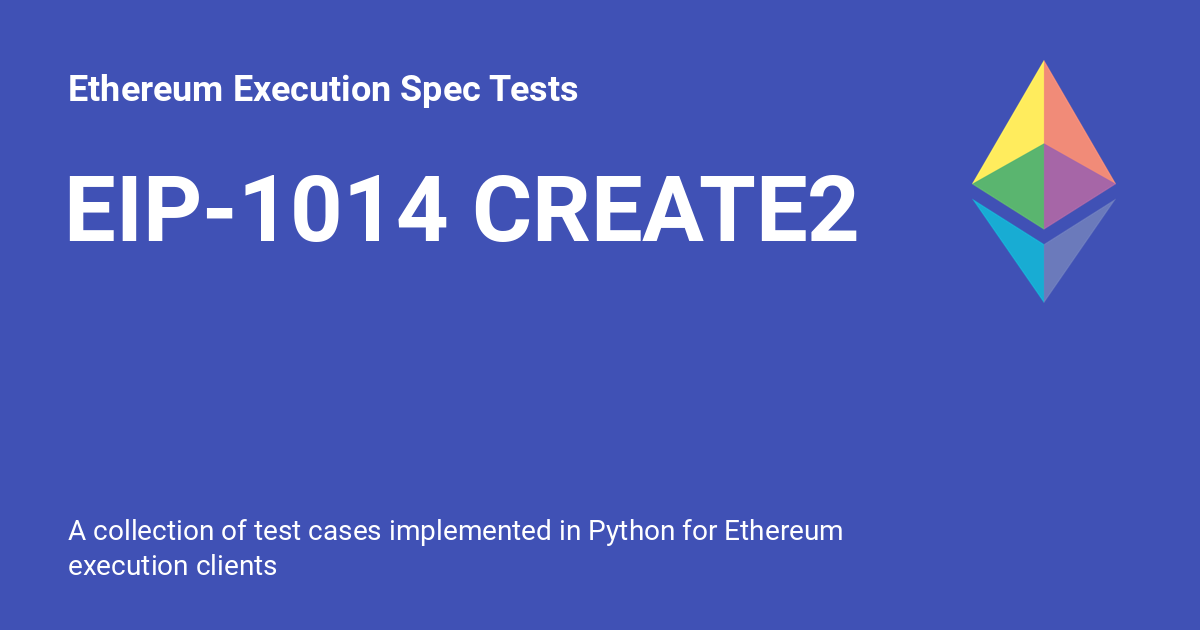 Ethereum Execution Spec Tests
EIP-1014 CREATE2
A collection of test cases implemented in Python for Ethereum
execution clients